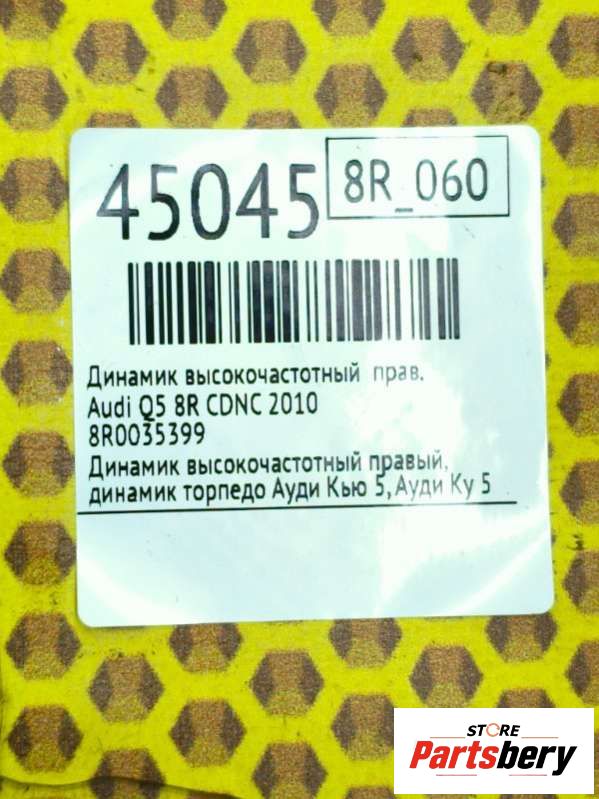 45045
8R_060
Динамик высокочастотный прав.
Audi Q5 8R CDNC 2010
8R0035399
Динамик высокочастотный правый,
динамик торпедо Ауди Кью 5, Ауди Ку 5
STORE
Partsbery